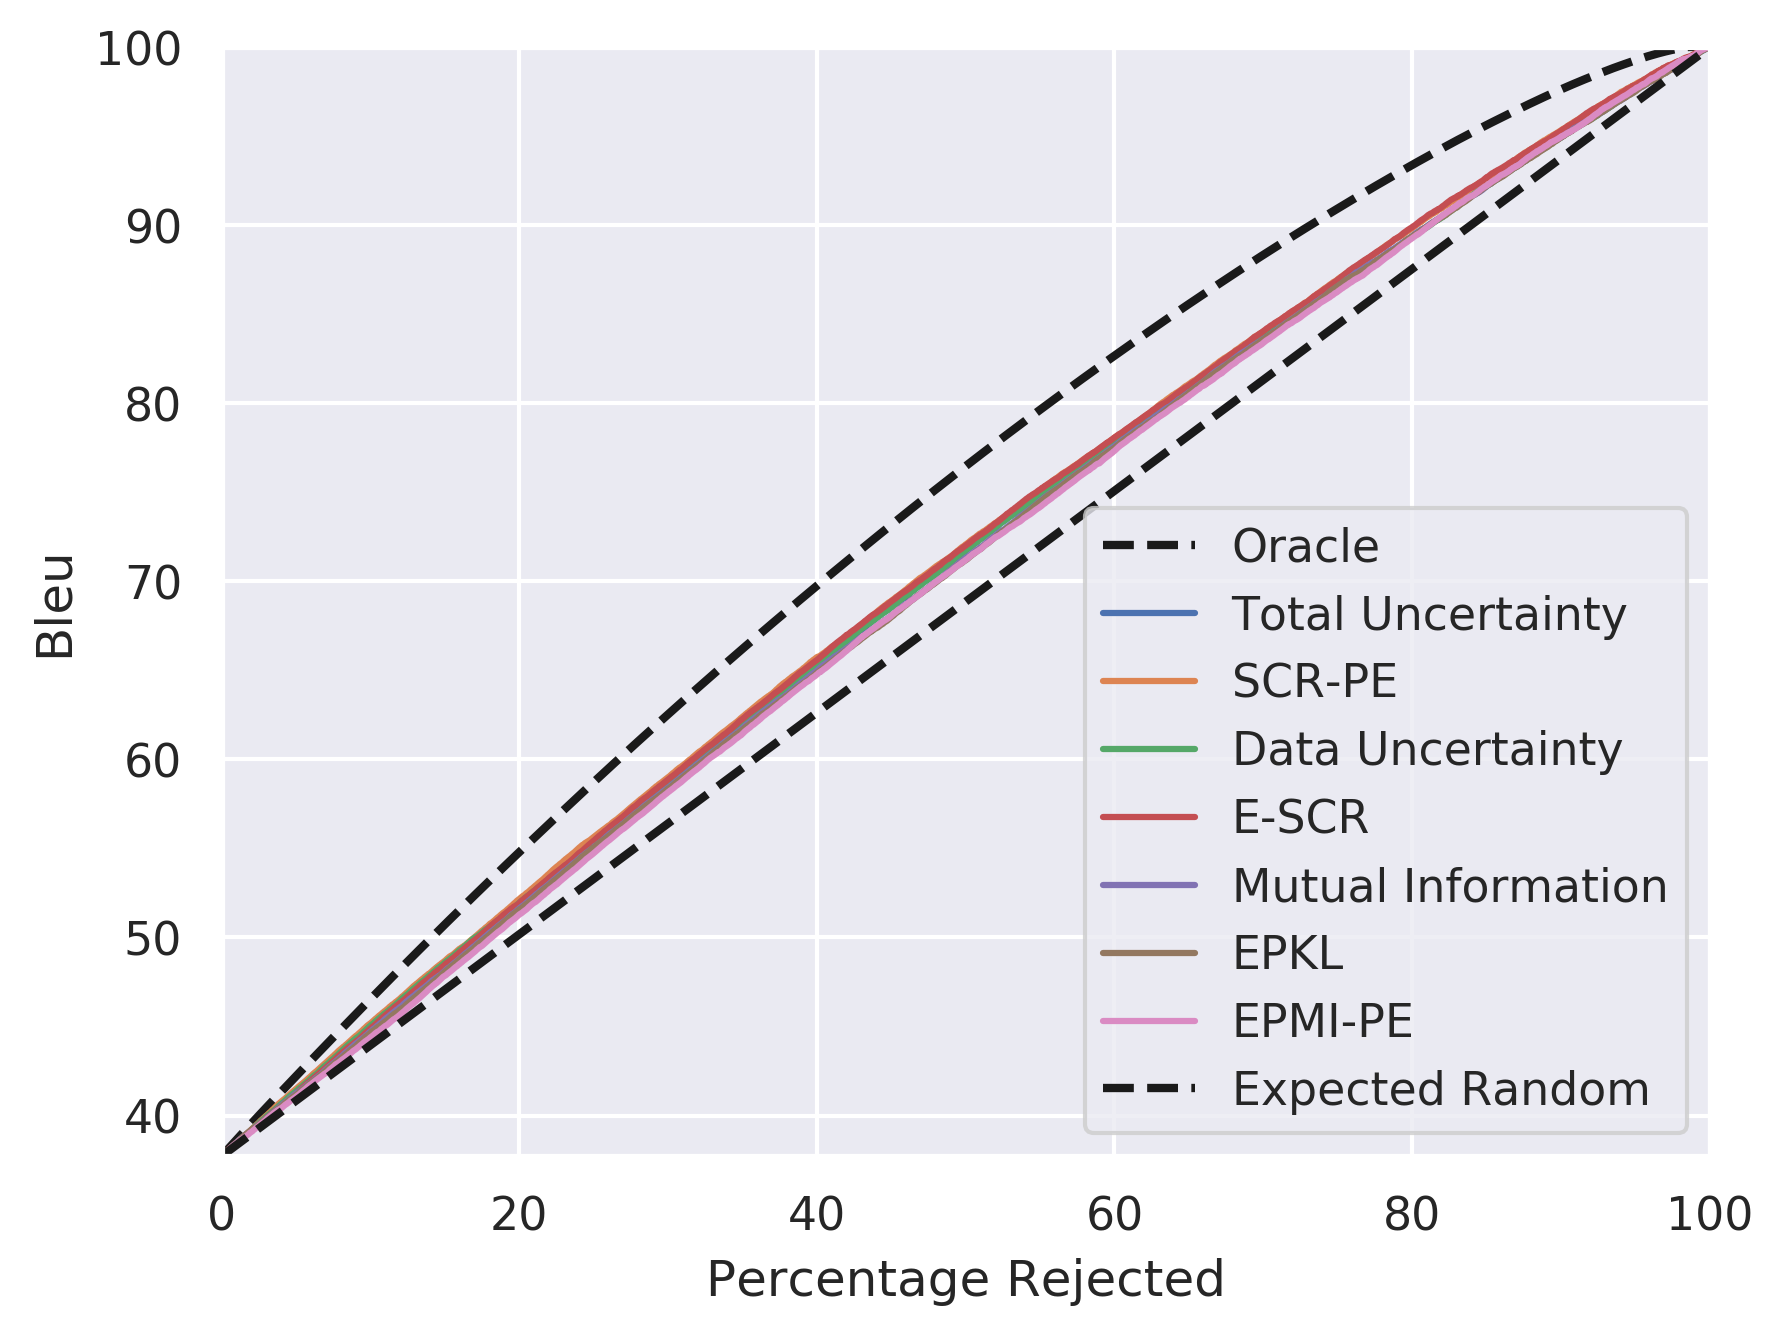 100
90
80
70
60
50
40
Bleu
0 20 40 60 80 100
Percentage Rejected
Oracle
Total Uncertainty
SCR-PE
Data Uncertainty
E-SCR
Mutual Information
EPKL
EPMI-PE
Expected Random